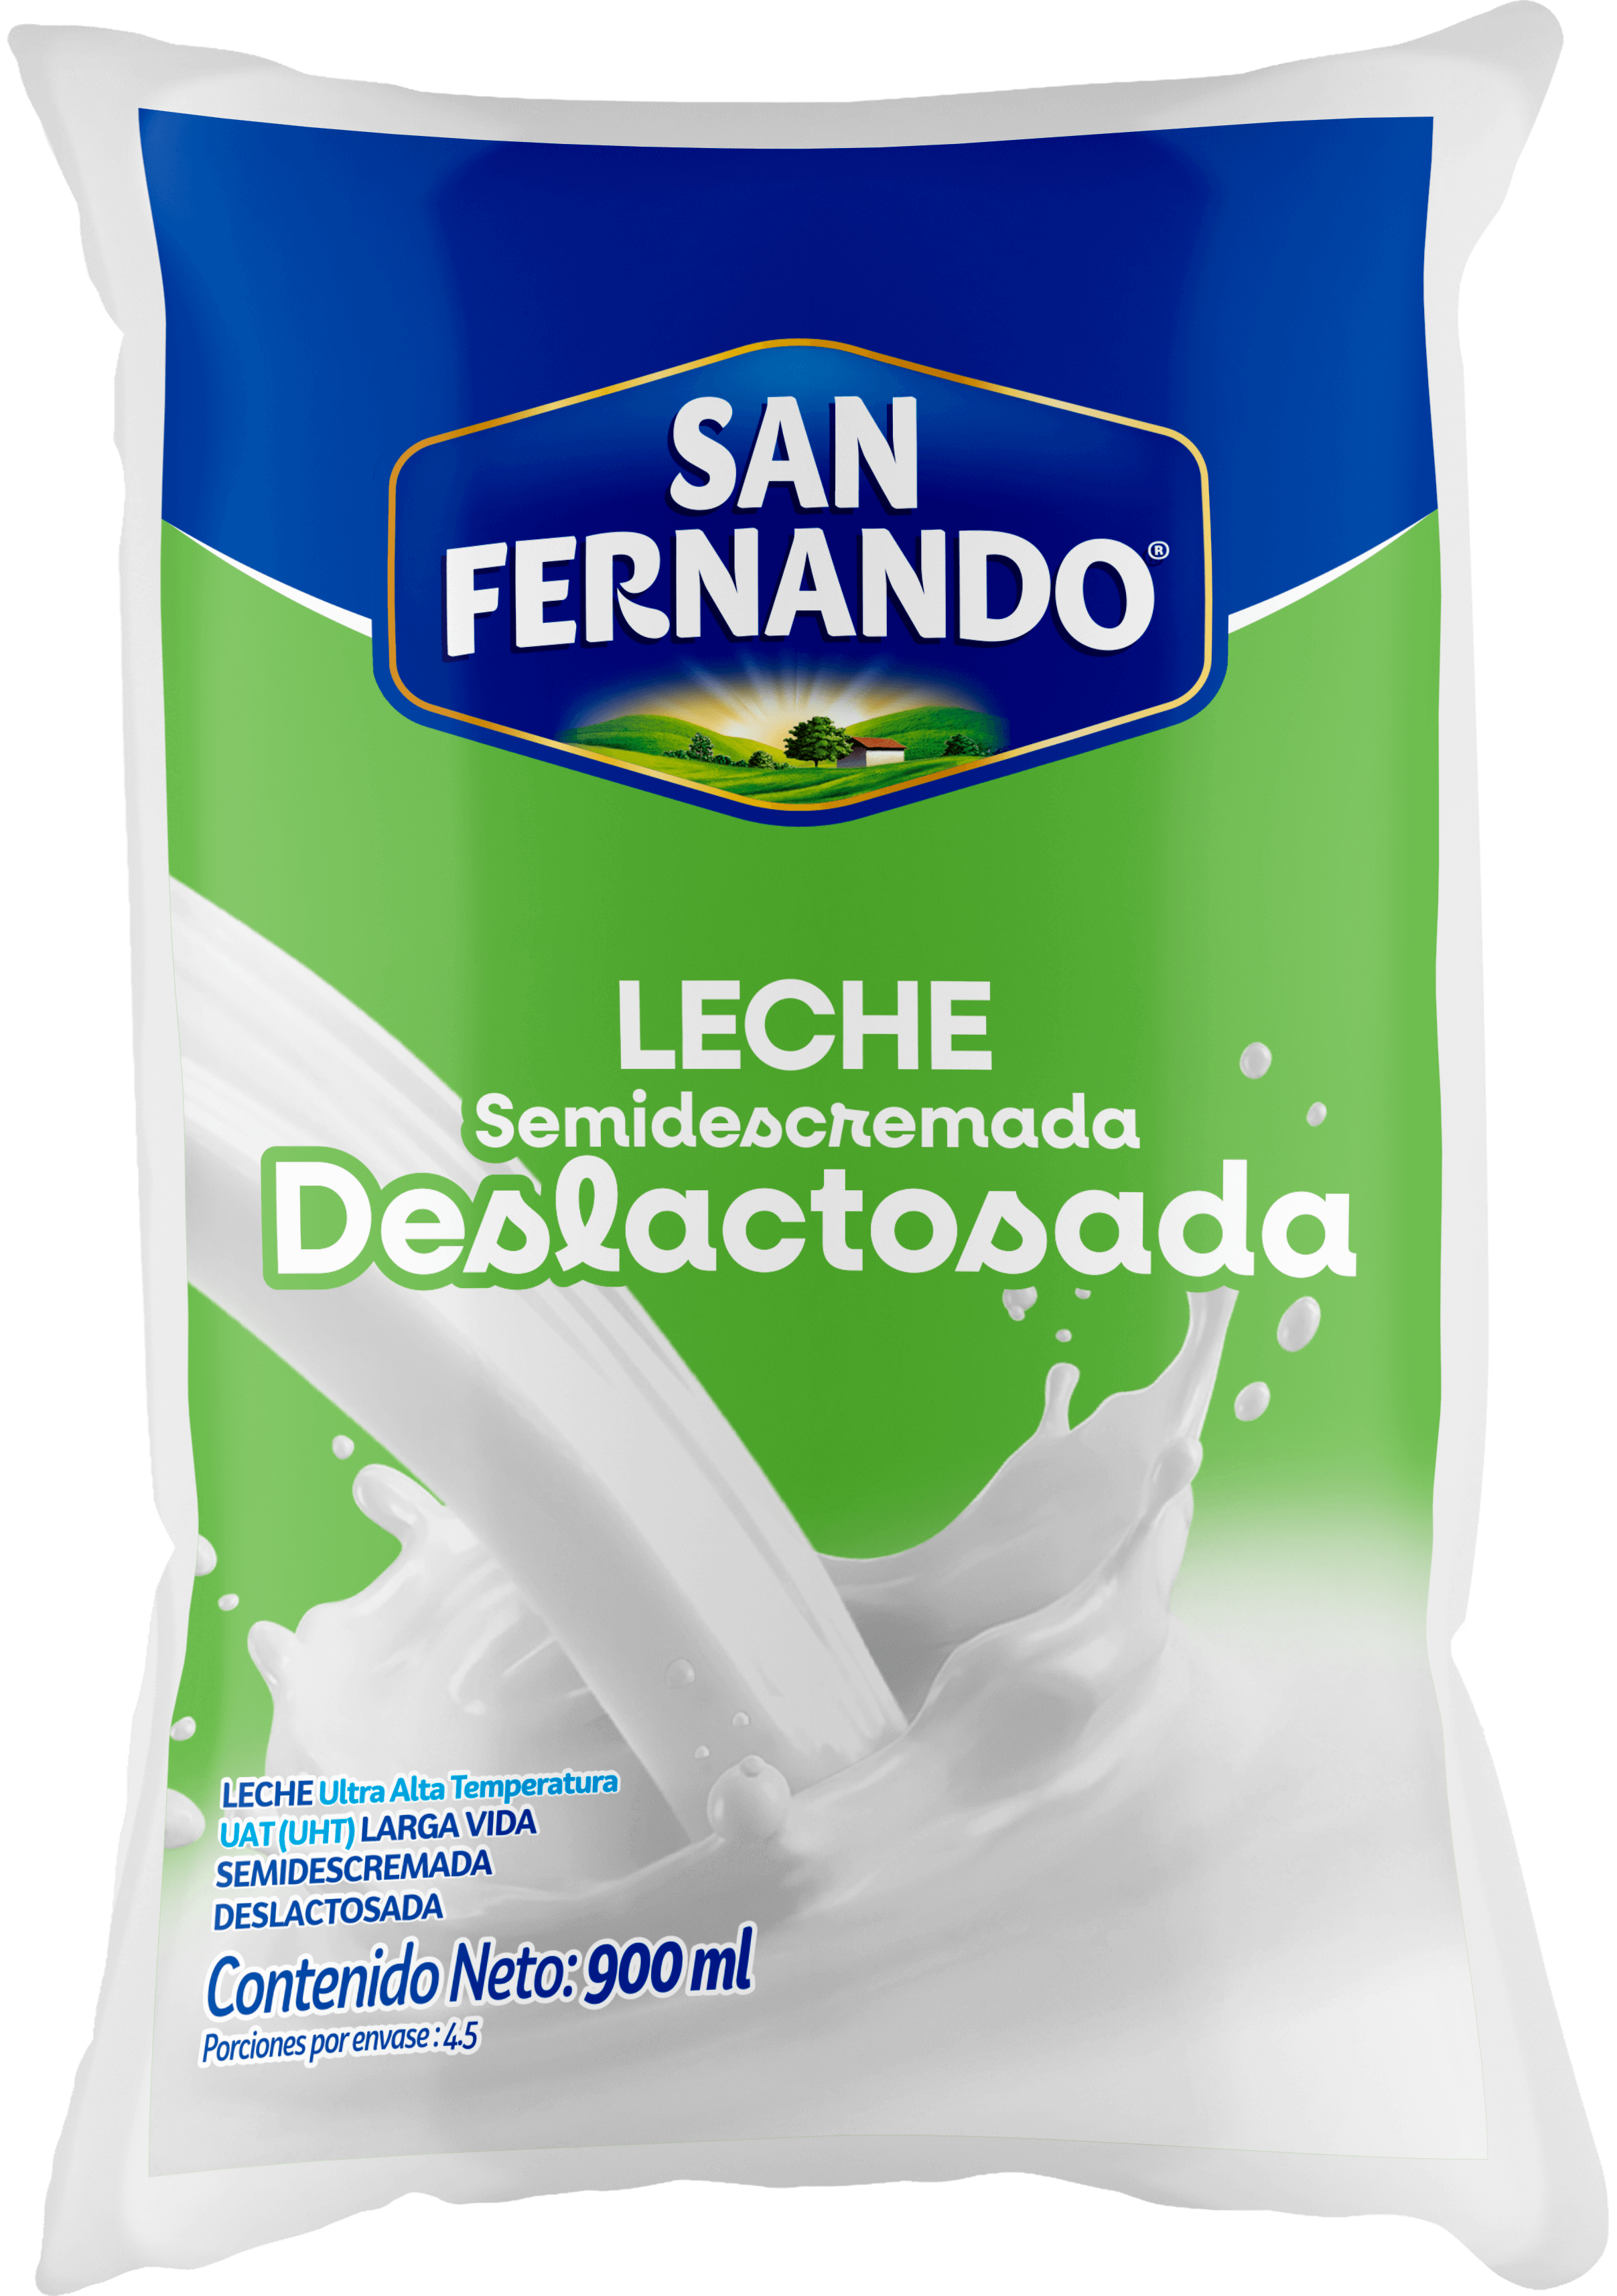 SAN
FERNANDO®
LECHE
Semidescremada
Deslactosada
LECHE Ultra Alta Temperatura
UAT (UHT) LARGA VIDA
SEMIDESCREMADA
DESLACTOSADA
Contenido Neto: 900 ml
Porciones por envase : 4.5